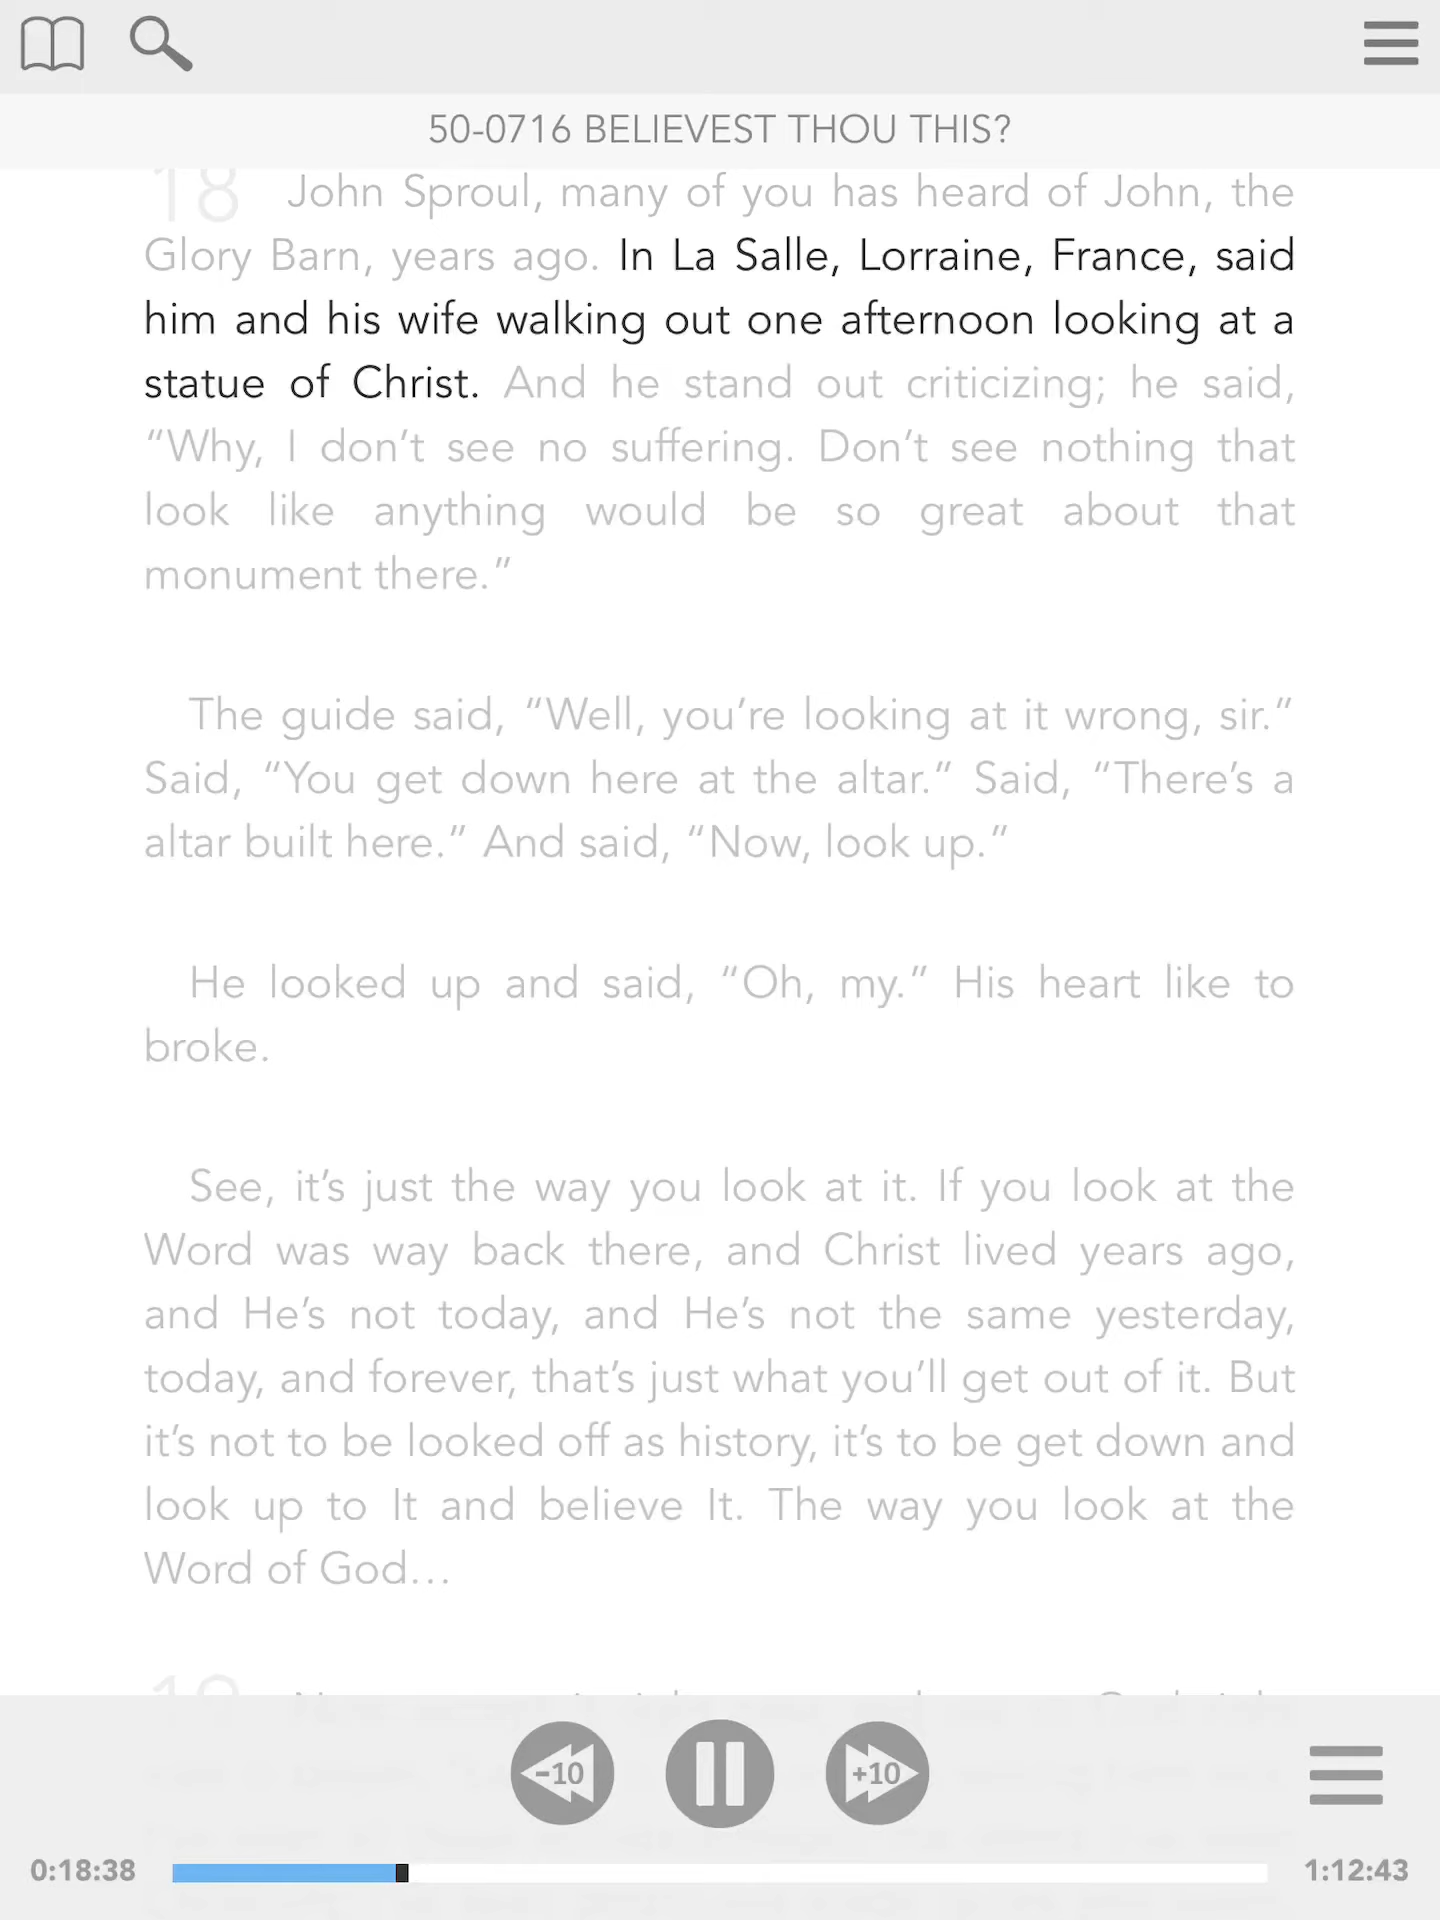 50-0716 BELIEVEST THOU THIS?
18 John Sproul, many of you has heard of John, the
Glory Barn, years ago. In La Salle, Lorraine, France, said
him and his wife walking out one afternoon looking at a
statue of Christ. And he stand out criticizing; he said,
“Why, I don’t see no suffering. Don’t see nothing that
look like anything would be so great about that
monument there.”
The guide said, “Well, you’re looking at it wrong, sir.”
Said, “You get down here at the altar.” Said, “There’s a
altar built here.” And said, “Now, look up.”
He looked up and said, “Oh, my.” His heart like to
broke.
See, it’s just the way you look at it. If you look at the
Word was way back there, and Christ lived years ago,
and He’s not today, and He’s not the same yesterday,
today, and forever, that’s just what you’ll get out of it. But
it’s not to be looked off as history, it’s to be get down and
look up to It and believe It. The way you look at the
Word of God…
19
-10 +10
0:18:38 1:12:43